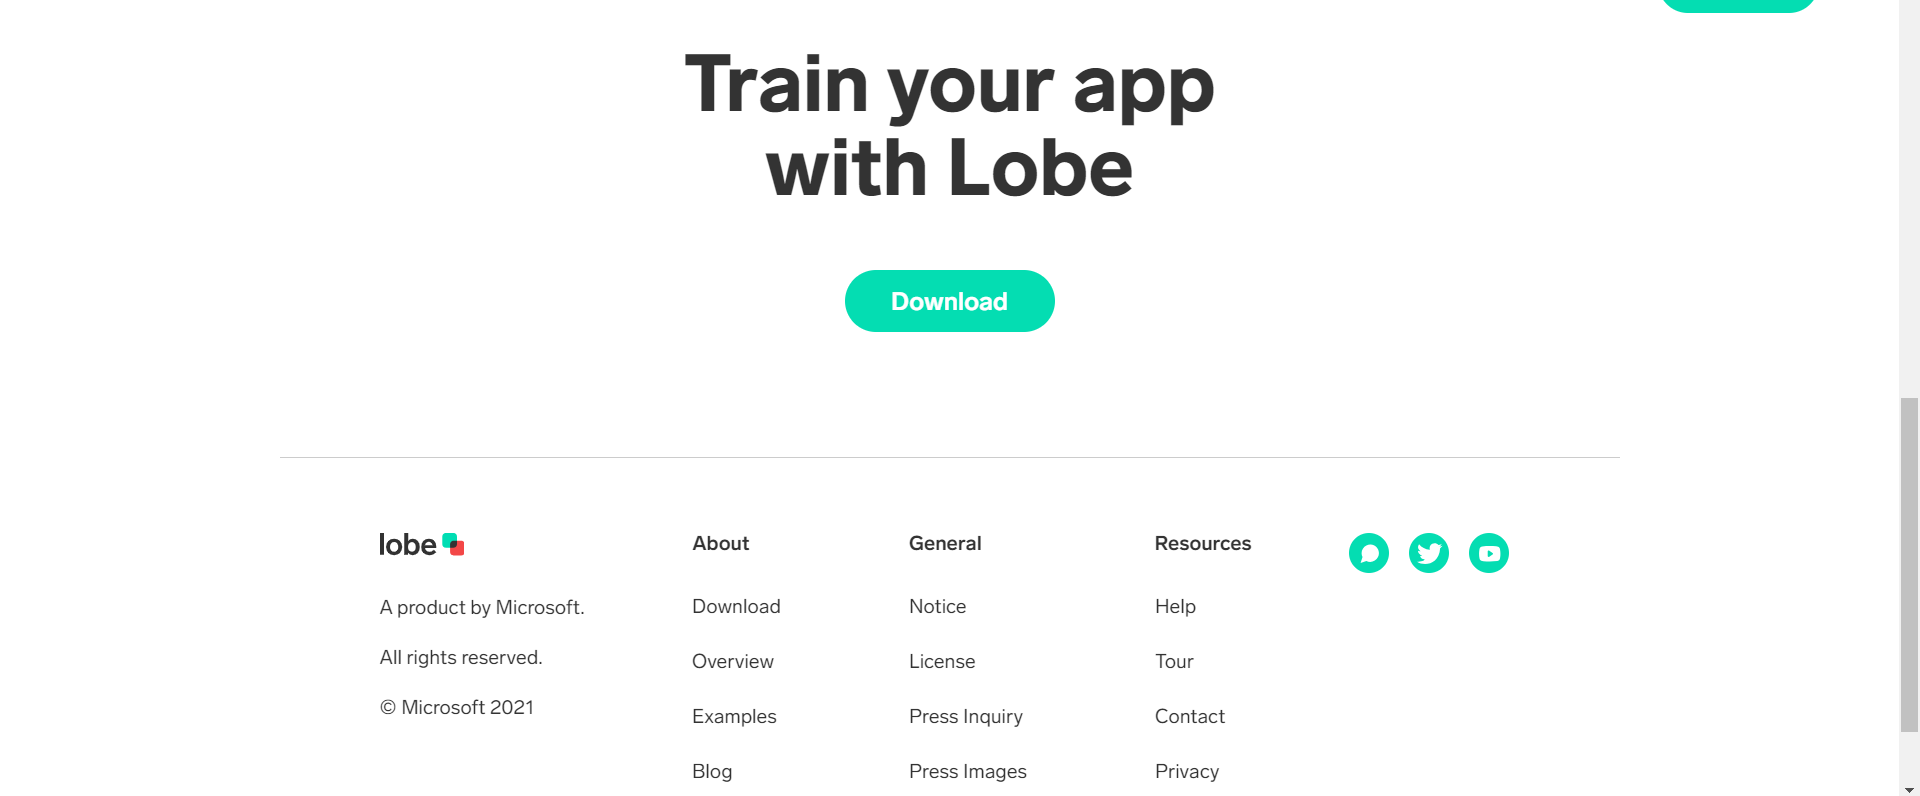 Train your app
with Lobe
Download
lobe
A product by Microsoft.
All rights reserved.
© Microsoft 2021
About
Download
Overview
Examples
Blog
General
Notice
License
Press Inquiry
Press Images
Resources
Help
Tour
Contact
Privacy